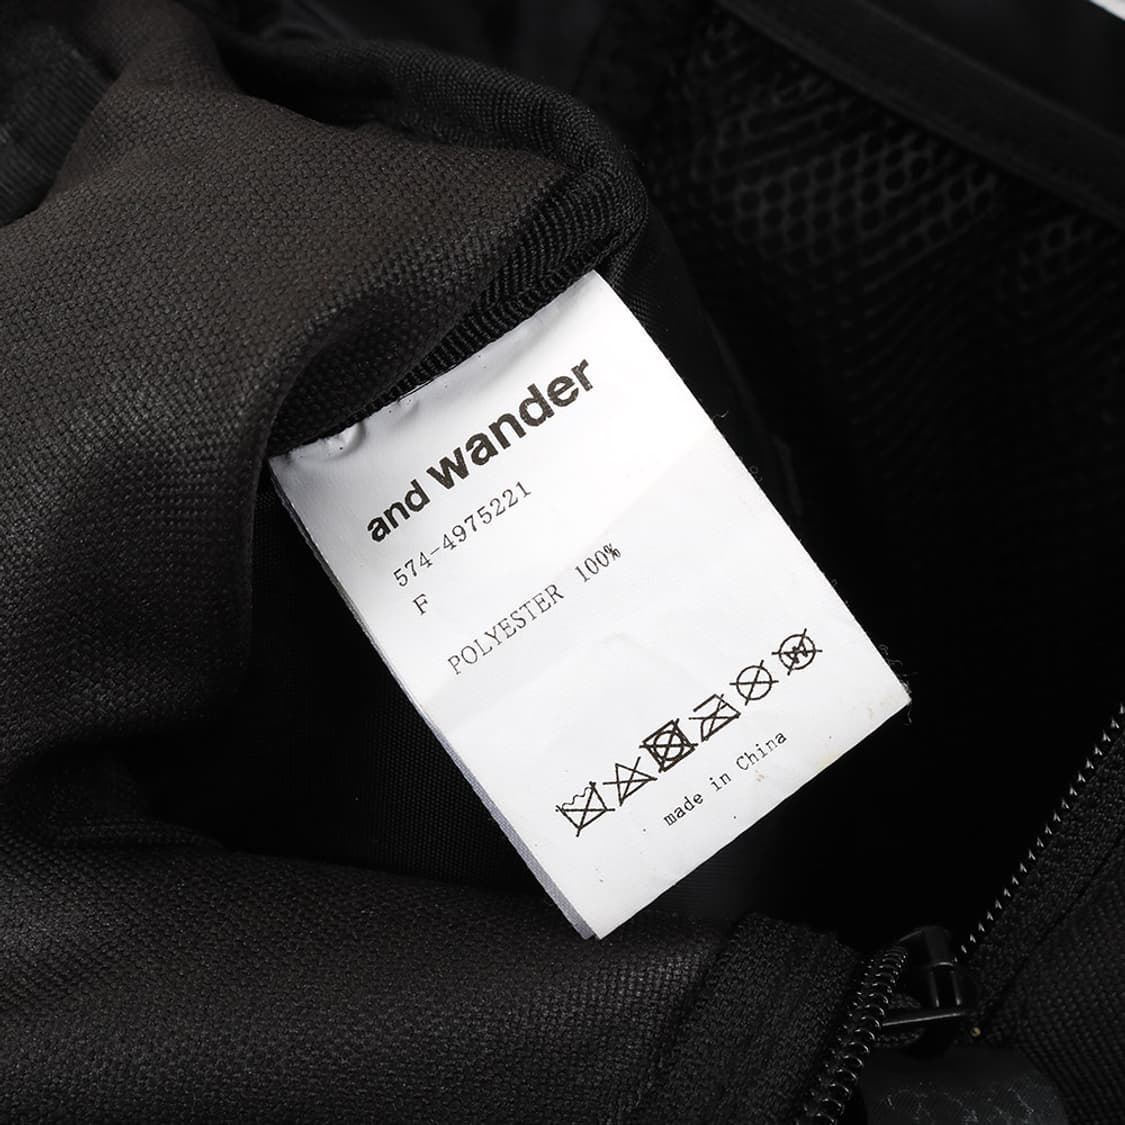 and wander
574-4975221
F
POLYESTER 100%
made in China